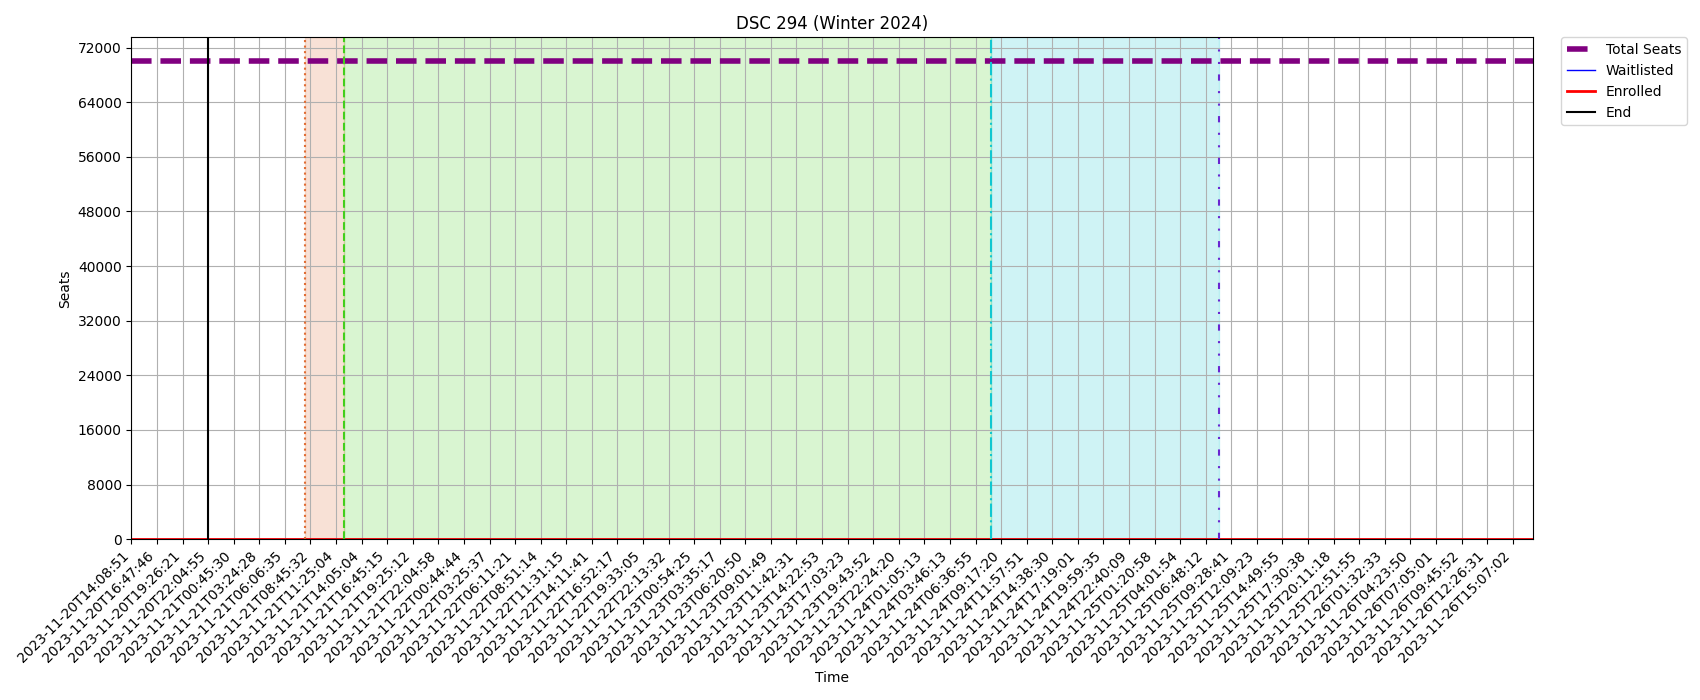 DSC 294 (Winter 2024)
Total Seats
Waitlisted
Enrolled
End
Seats
72000
64000
56000
48000
40000
32000
24000
16000
8000
0
2023-11-20T14:08:51
2023-11-20T16:47:46
2023-11-20T19:26:21
2023-11-20T22:04:55
2023-11-21T00:45:30
2023-11-21T03:24:28
2023-11-21T06:06:35
2023-11-21T08:45:32
2023-11-21T11:25:04
2023-11-21T14:05:04
2023-11-21T16:45:15
2023-11-21T19:25:12
2023-11-21T22:04:58
2023-11-22T00:44:44
2023-11-22T03:25:37
2023-11-22T06:11:21
2023-11-22T08:51:14
2023-11-22T11:31:15
2023-11-22T14:11:41
2023-11-22T16:52:17
2023-11-22T19:33:05
2023-11-22T22:13:32
2023-11-23T00:54:25
2023-11-23T03:35:17
2023-11-23T06:20:50
2023-11-23T09:01:49
2023-11-23T11:42:31
2023-11-23T14:22:53
2023-11-23T17:03:23
2023-11-23T19:43:52
2023-11-23T22:24:20
2023-11-24T01:05:13
2023-11-24T03:46:13
2023-11-24T06:36:55
2023-11-24T09:17:20
2023-11-24T11:57:51
2023-11-24T14:38:30
2023-11-24T17:19:01
2023-11-24T19:59:35
2023-11-24T22:40:09
2023-11-25T01:20:58
2023-11-25T04:01:54
2023-11-25T06:48:12
2023-11-25T09:28:41
2023-11-25T12:09:23
2023-11-25T14:49:55
2023-11-25T17:30:38
2023-11-25T20:11:18
2023-11-25T22:51:55
2023-11-26T01:32:33
2023-11-26T04:23:50
2023-11-26T07:05:01
2023-11-26T09:45:52
2023-11-26T12:26:31
2023-11-26T15:07:02
Time